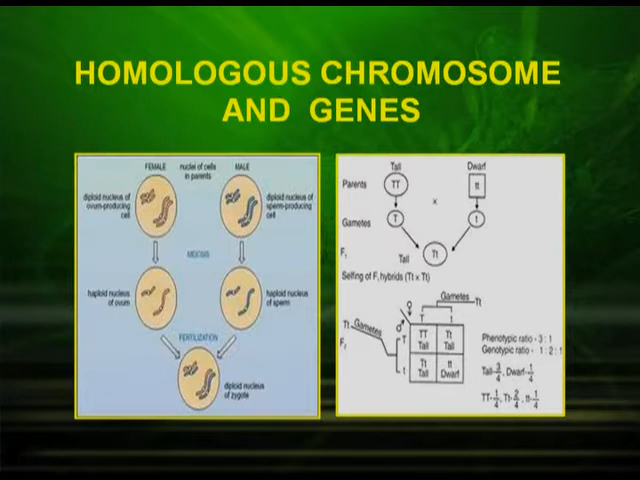 HOMOLOGOUS CHROMOSOME
AND GENES
FEMALE
nuclei of cells
in parents
MALE
diploid nucleus of
ovum-producing
cell
diploid nucleus of
sperm-producing
cell
MEIOSIS
haploid nucleus
of ovum
haploid nucleus
of sperm
FERTILIZATION
diploid nucleus
of zygote
Tall
Dwarf
Parents
TT
x
tt
Gametes
T
t
F₁
Tall
Tt
Selfing of F₁ hybrids (Tt x Tt)
Gametes
Tt
♀
♂
T
t
Tt
Gametes
F₂
T
TT
Tall
Tt
Tall
t
Tt
Tall
tt
Dwarf
Phenotypic ratio - 3 : 1
Genotypic ratio - 1 : 2 : 1
Tall-3/4, Dwarf-1/4
TT-1/4, Tt-2/4, tt-1/4